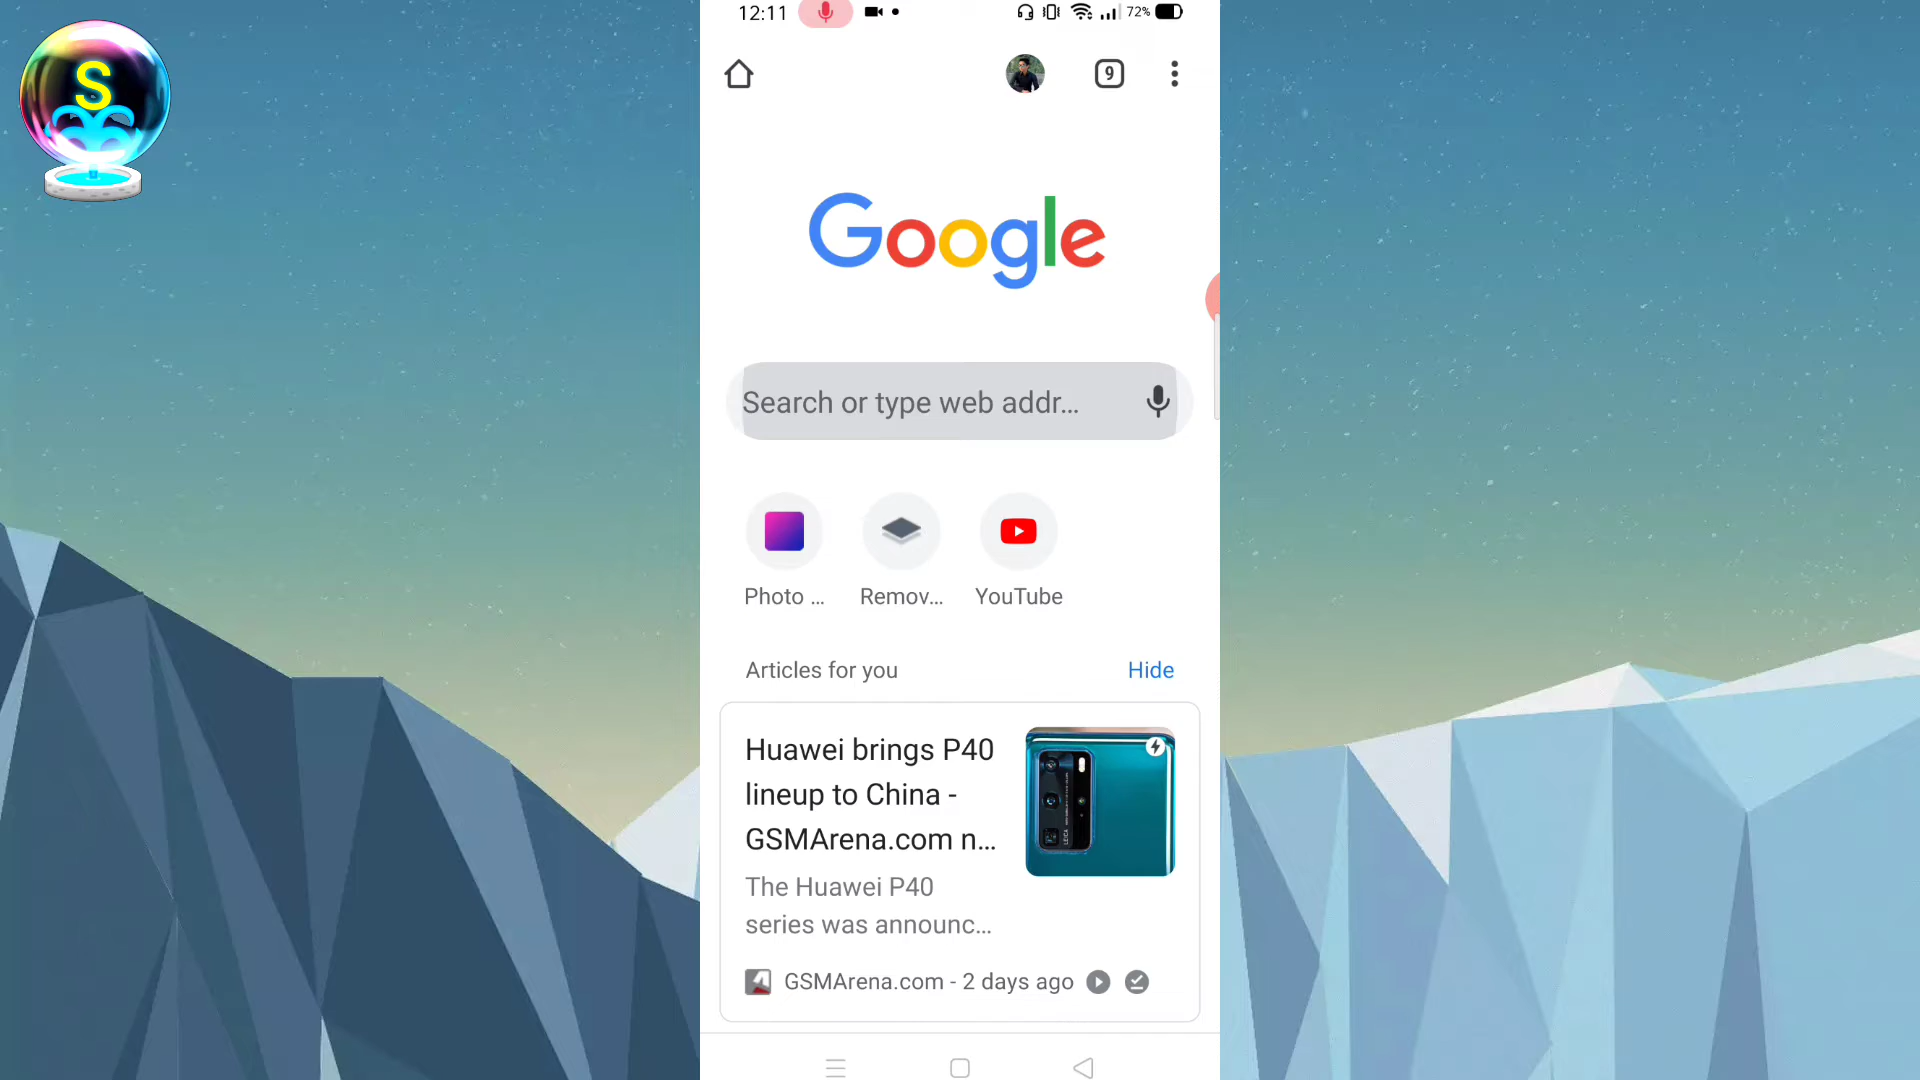 12:11
72%
S
9
Google
Search or type web addr...
Photo ...
Remov...
YouTube
Articles for you
Hide
Huawei brings P40
lineup to China -
GSMArena.com n...
The Huawei P40
series was announc...
GSMArena.com - 2 days ago